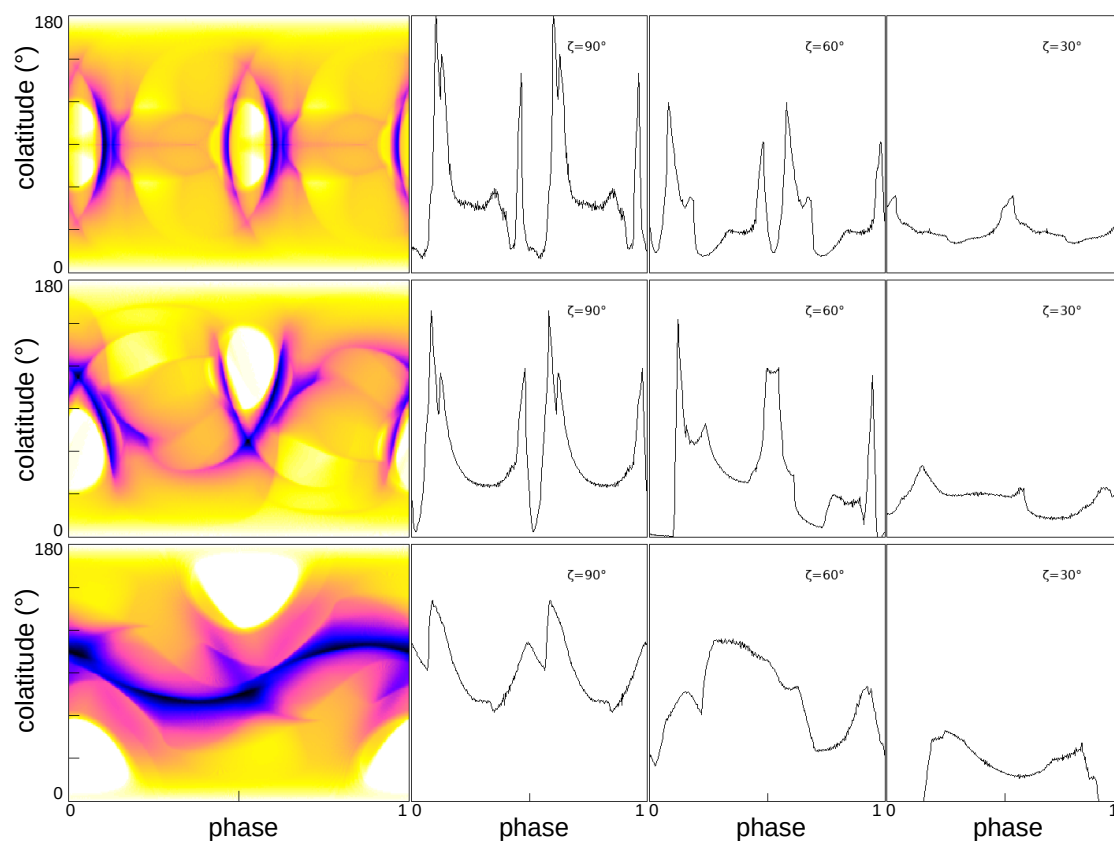 180
colatitude (°)
0
ζ=90°
ζ=60°
ζ=30°
180
colatitude (°)
0
ζ=90°
ζ=60°
ζ=30°
180
colatitude (°)
0
ζ=90°
ζ=60°
ζ=30°
0 1 0 1 0 1 0 1
phase phase phase phase